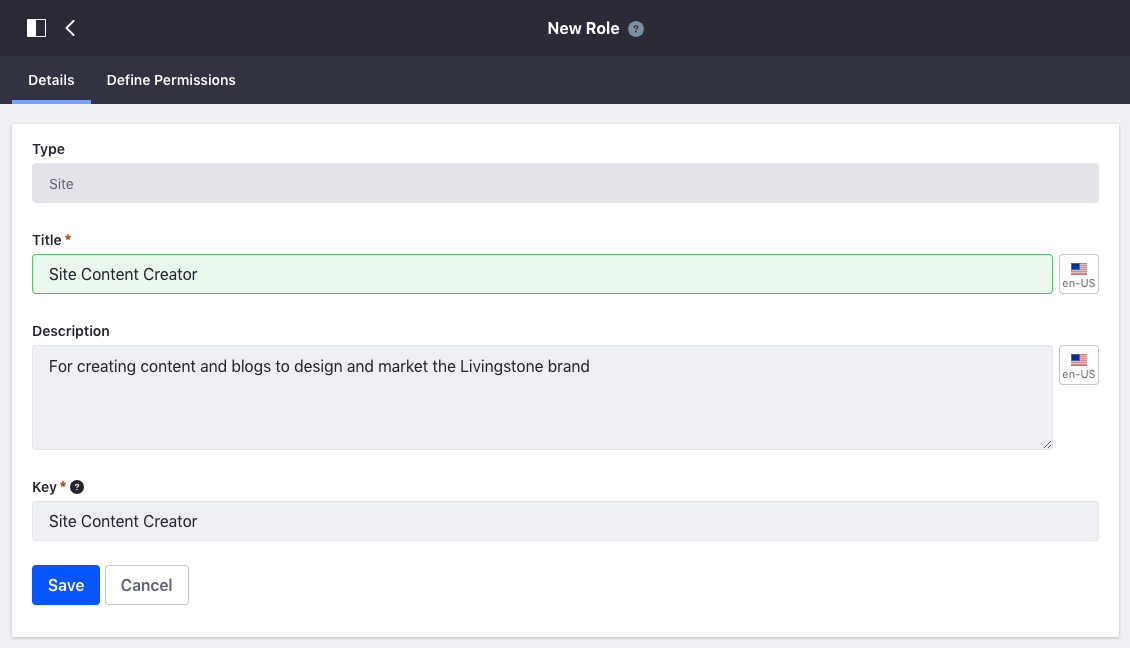 New Role ?
Details Define Permissions
Type
Site
Title *
Site Content Creator
en-US
Description
For creating content and blogs to design and market the Livingstone brand
en-US
Key * ?
Site Content Creator
Save Cancel